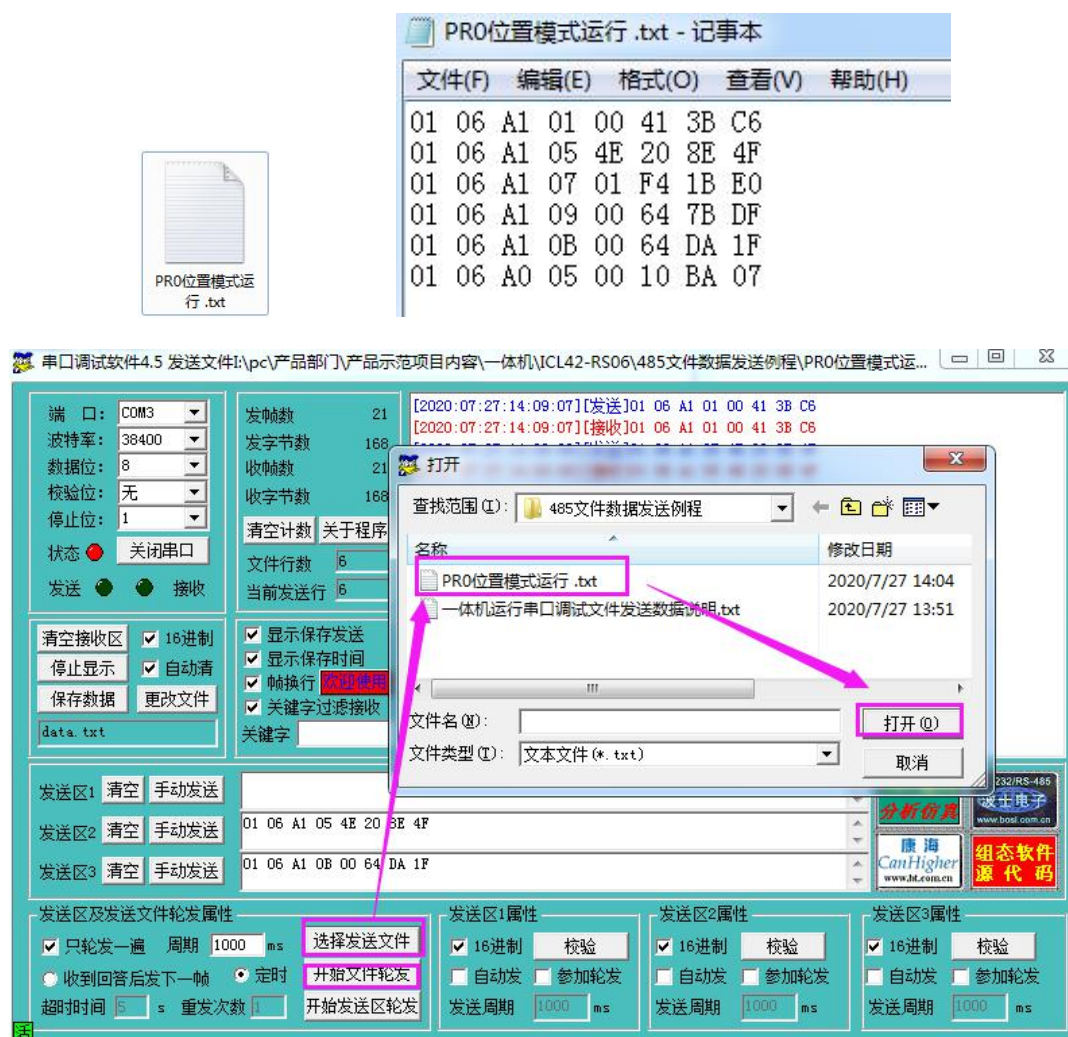 PR0位置模式运行 .txt - 记事本
文件(F) 编辑(E) 格式(O) 查看(V) 帮助(H)
01 06 A1 01 00 41 3B C6
01 06 A1 05 4E 20 8E 4F
01 06 A1 07 01 F4 1B E0
01 06 A1 09 00 64 7B DF
01 06 A1 0B 00 64 DA 1F
01 06 A0 05 00 10 BA 07
PR0位置模式运
行 .txt
串口调试软件4.5 发送文件I:\pc\产品部门\产品示范项目内容\一体机\ICL42-RS06\485文件数据发送例程\PR0位置模式运...
端 口: COM3
波特率: 38400
数据位: 8
校验位: 无
停止位: 1
状态 关闭串口
发送 接收
发帧数 21
发字节数 168
收帧数 21
收字节数 168
清空计数 关于程序
文件行数 6
当前发送行 6
[2020:07:27:14:09:07][发送]01 06 A1 01 00 41 3B C6
[2020:07:27:14:09:07][接收]01 06 A1 01 00 41 3B C6
打开
查找范围(I): 485文件数据发送例程
名称 修改日期
PR0位置模式运行 .txt 2020/7/27 14:04
一体机运行串口调试文件发送数据说明.txt 2020/7/27 13:51
文件名(N): 打开(O)
文件类型(T): 文本文件(*.txt) 取消
清空接收区 16进制
停止显示 自动清
保存数据 更改文件
data.txt
显示保存发送
显示保存时间
帧换行 欢迎使用
关键字过滤接收
关键字
发送区1 清空 手动发送
发送区2 清空 手动发送 01 06 A1 05 4E 20 8E 4F
发送区3 清空 手动发送 01 06 A1 0B 00 64 DA 1F
分析仿真
232/RS-485
波士电子
www.bosi.com.cn
康海
CanHigher
www.ht.com.cn
组态软件
源代码
发送区及发送文件轮发属性
只轮发一遍 周期 1000 ms 选择发送文件
收到回答后发下一帧 定时 开始文件轮发
超时时间 5 s 重发次数 1 开始发送区轮发
发送区1属性
16进制 校验
自动发 参加轮发
发送周期 1000 ms
发送区2属性
16进制 校验
自动发 参加轮发
发送周期 1000 ms
发送区3属性
16进制 校验
自动发 参加轮发
发送周期 1000 ms
活